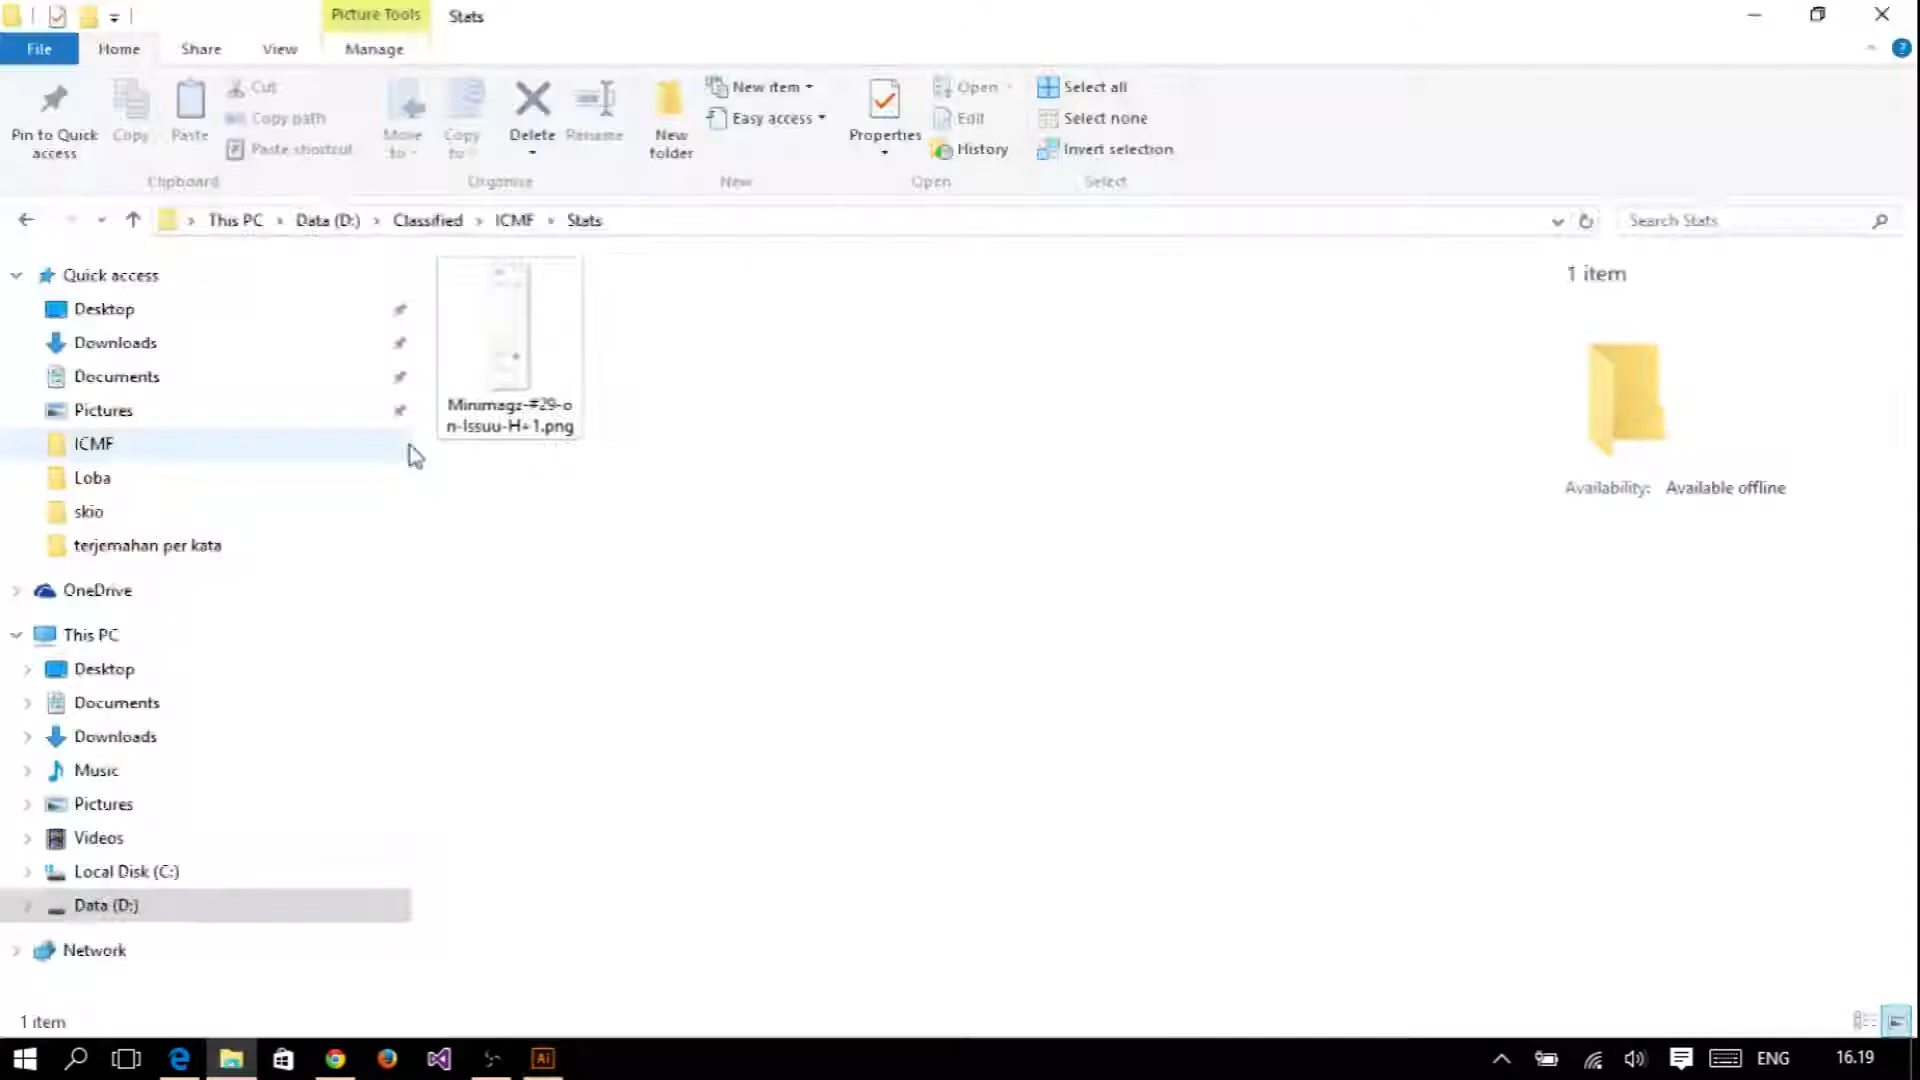 Picture Tools
Stats
File
Home
Share
View
Manage
Pin to Quick access
Copy
Paste
Cut
Copy path
Paste shortcut
Clipboard
Move to
Copy to
Delete
Rename
Organise
New folder
New item
Easy access
New
Properties
Open
Edit
History
Open
Select all
Select none
Invert selection
Select
This PC
Data (D:)
Classified
ICMF
Stats
Search Stats
Quick access
Desktop
Downloads
Documents
Pictures
ICMF
Loba
skio
terjemahan per kata
OneDrive
This PC
Desktop
Documents
Downloads
Music
Pictures
Videos
Local Disk (C:)
Data (D:)
Network
Minimagz-#29-o
n-Issuu-H+1.png
1 item
Availability: Available offline
1 item
Ai
ENG
16.19